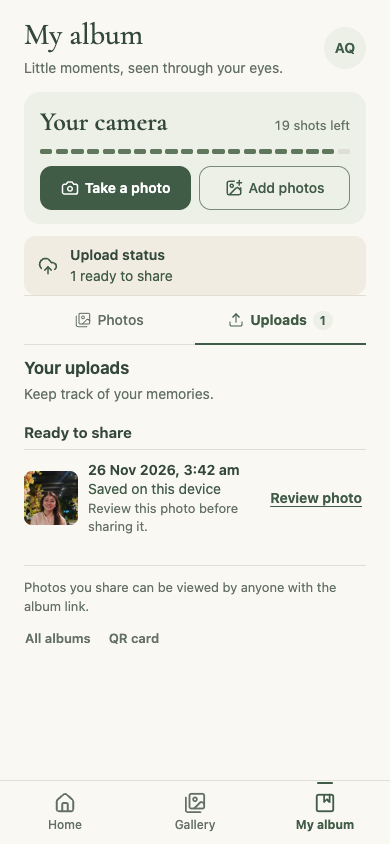 My album
AQ
Little moments, seen through your eyes.
Your camera
19 shots left
Take a photo
Add photos
Upload status
1 ready to share
Photos
Uploads 1
Your uploads
Keep track of your memories.
Ready to share
26 Nov 2026, 3:42 am
Saved on this device
Review this photo before
sharing it.
Review photo
Photos you share can be viewed by anyone with the
album link.
All albums
QR card
Home
Gallery
My album